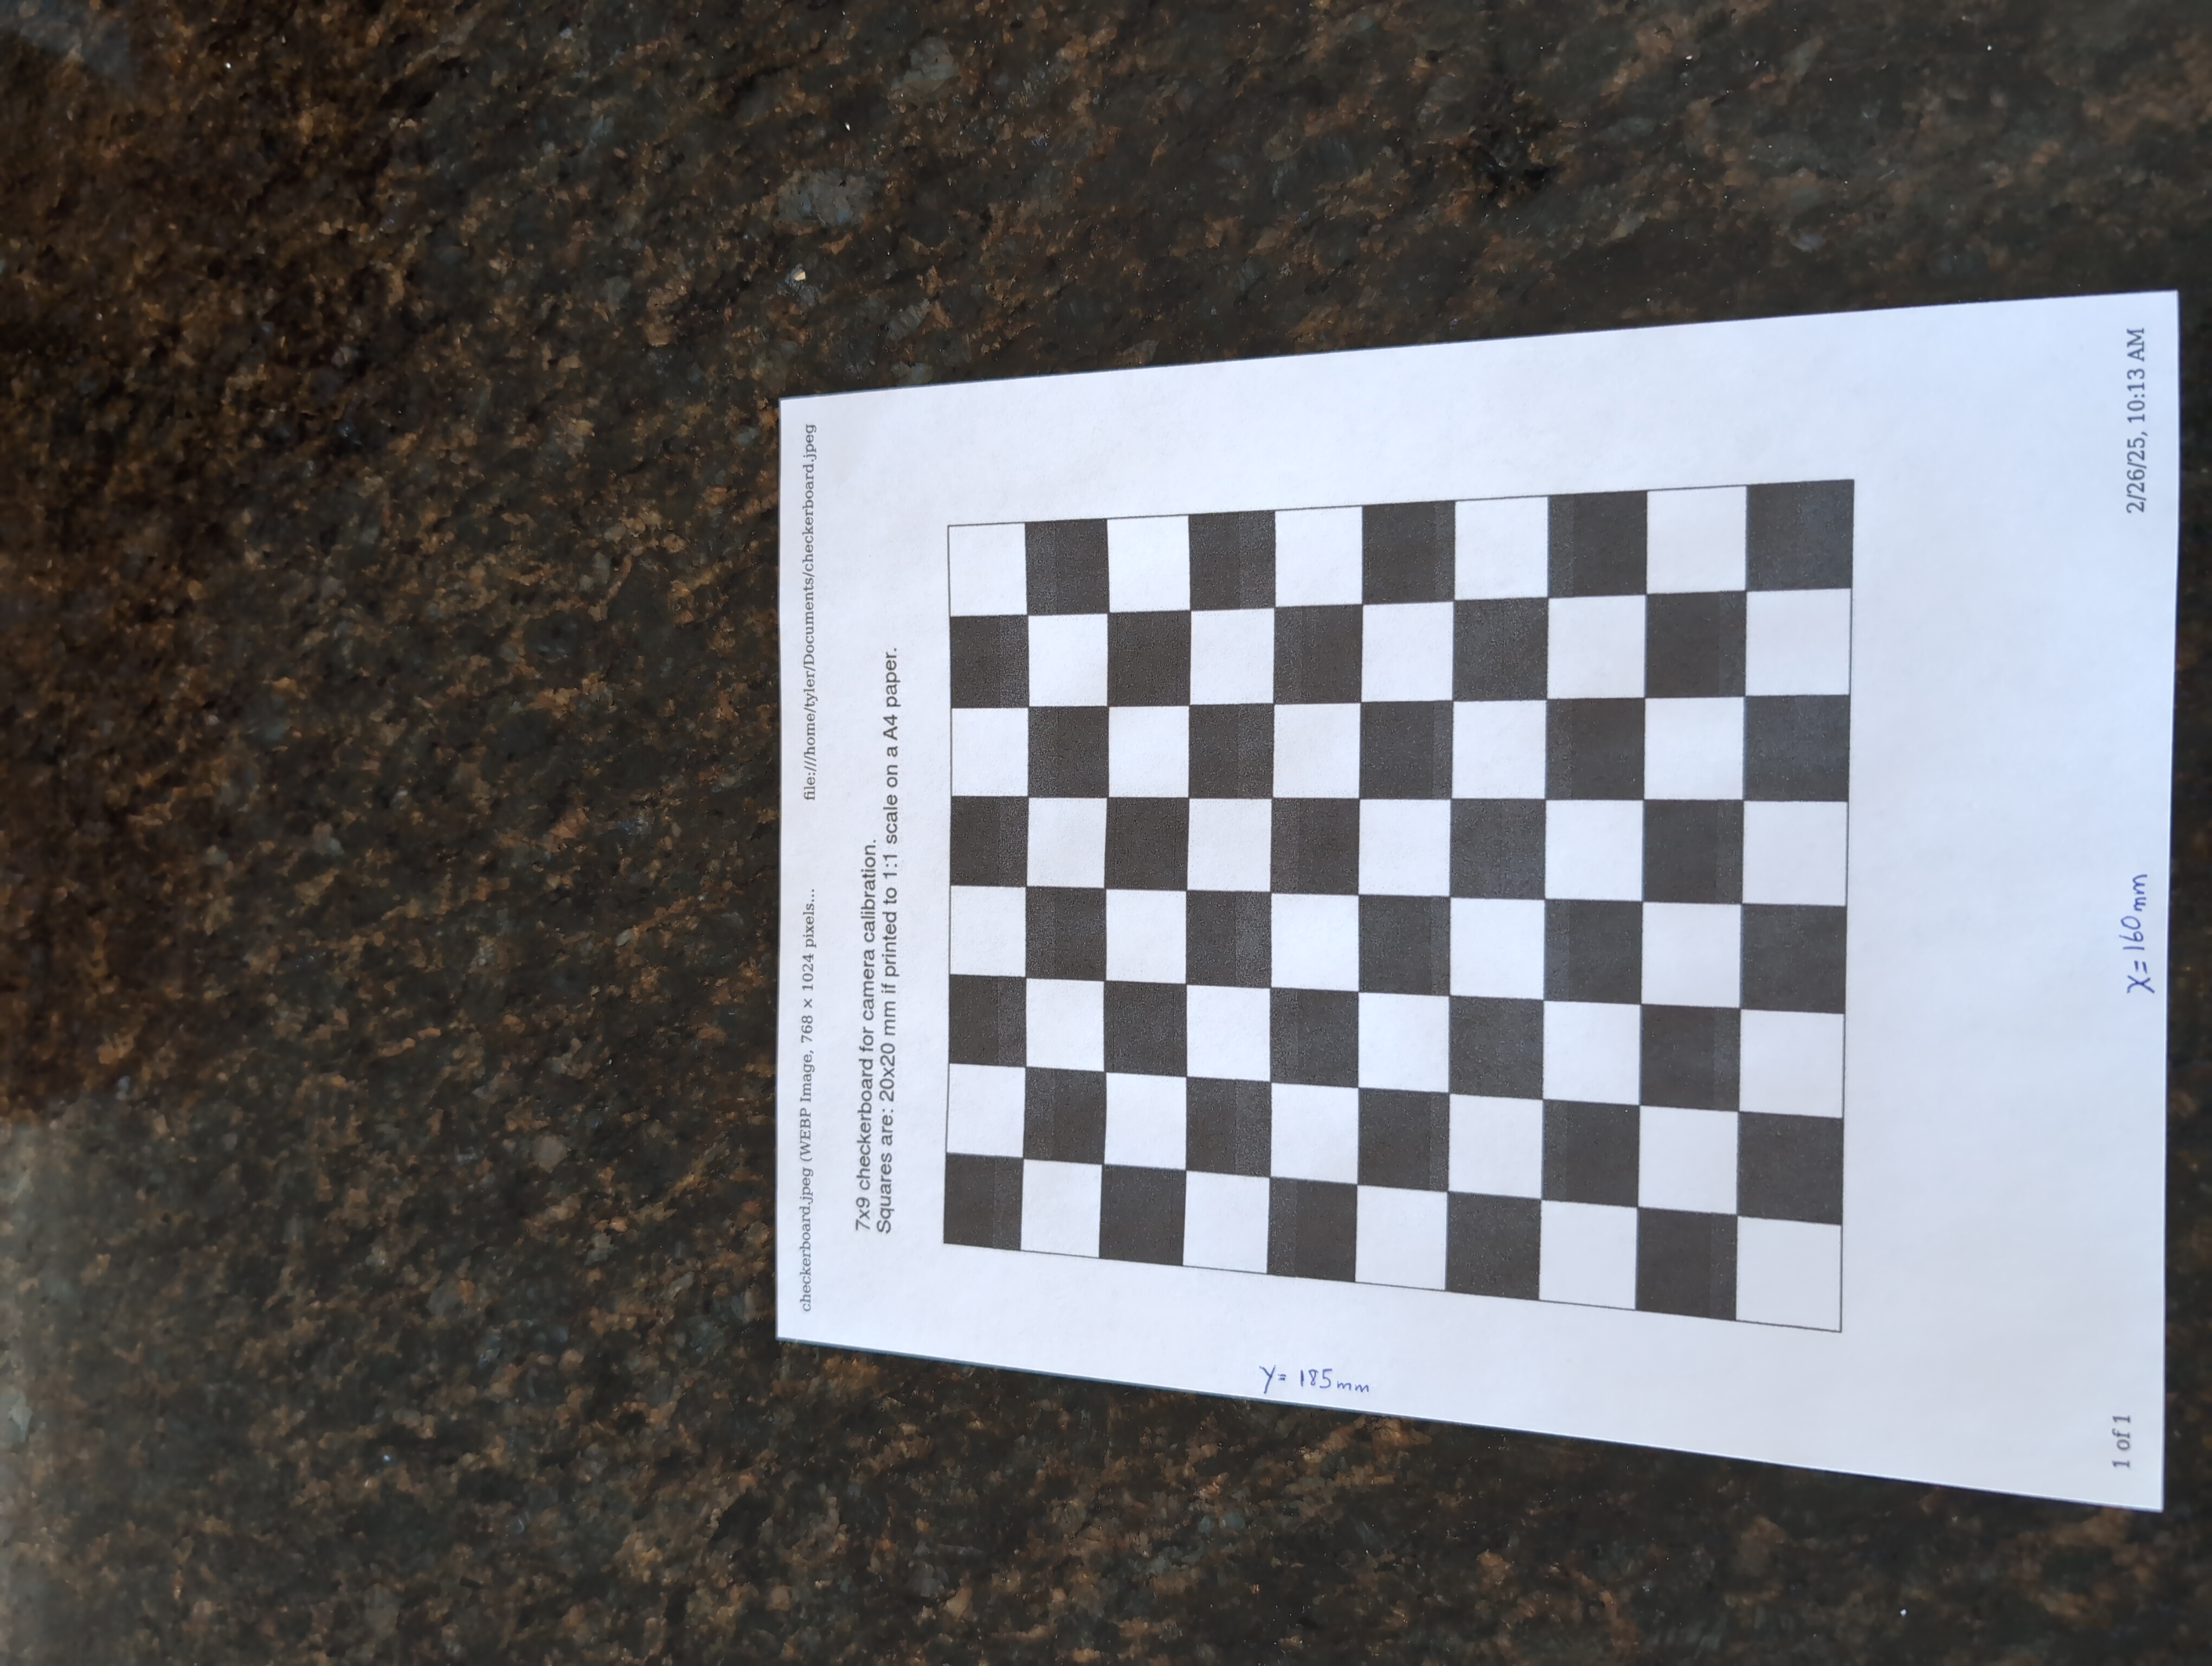 checkerboard.jpeg (WEBP Image, 768 × 1024 pixels...
file:///home/tyler/Documents/checkerboard.jpeg
7x9 checkerboard for camera calibration.
Squares are: 20x20 mm if printed to 1:1 scale on a A4 paper.
Y= 185mm
1 of 1
X=160mm
2/26/25, 10:13 AM